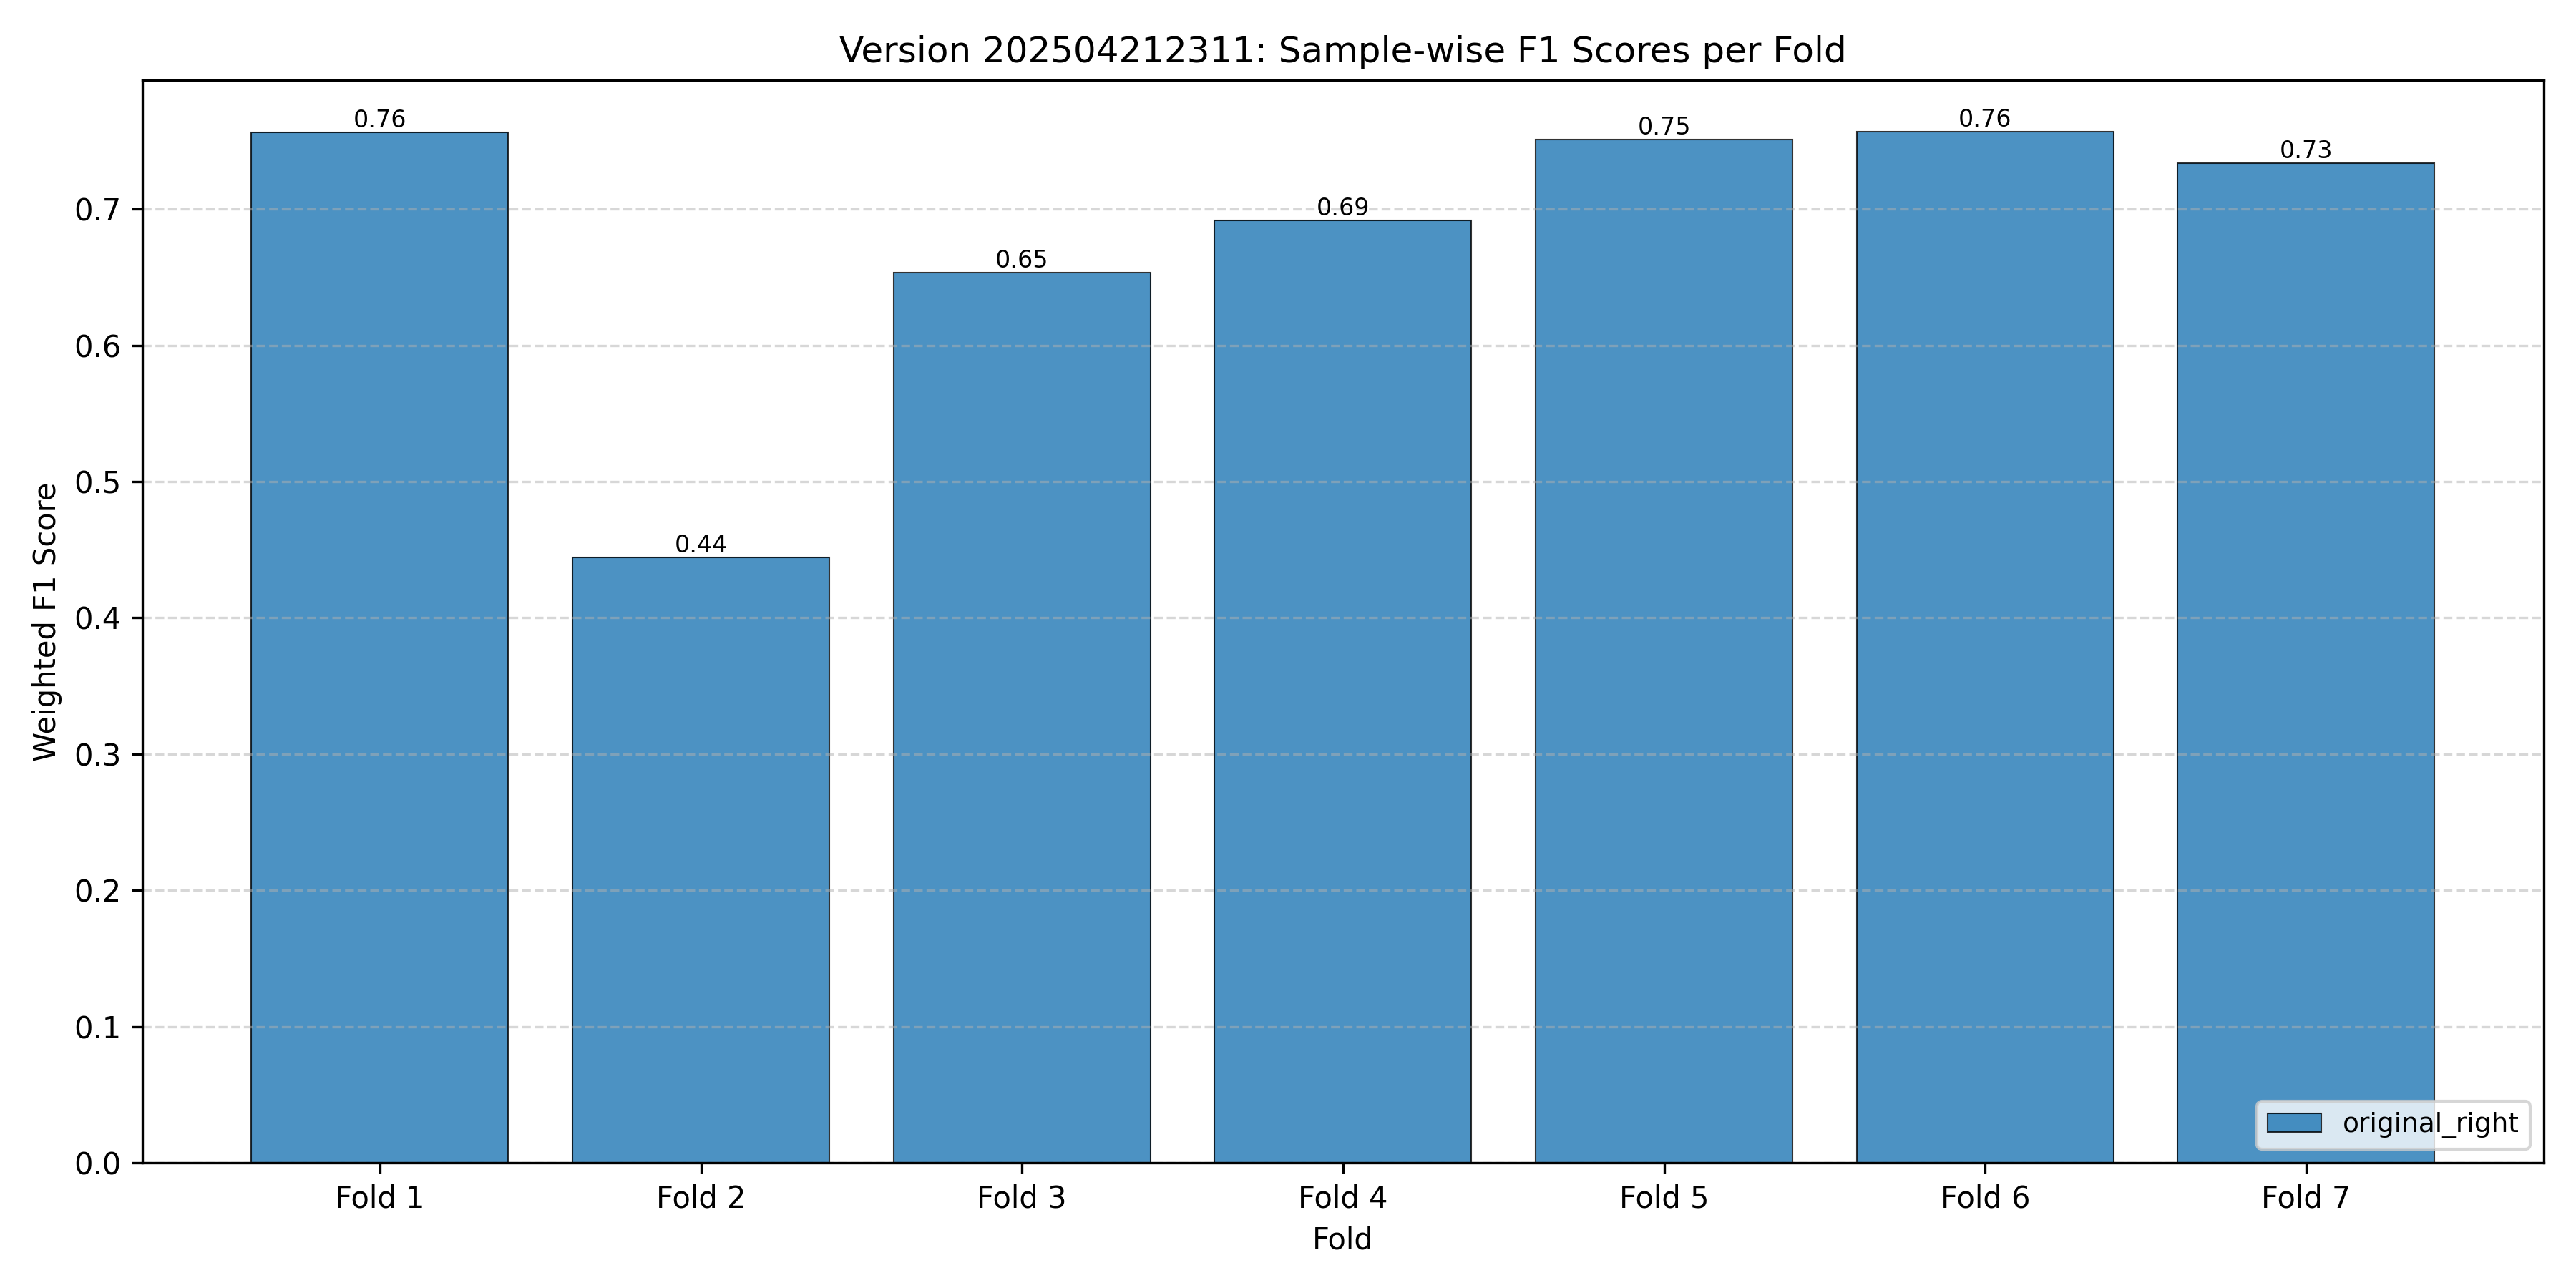 Version 202504212311: Sample-wise F1 Scores per Fold
Weighted F1 Score
0.7
0.6
0.5
0.4
0.3
0.2
0.1
0.0
0.76
0.44
0.65
0.69
0.75
0.76
0.73
original_right
Fold 1
Fold 2
Fold 3
Fold 4
Fold 5
Fold 6
Fold 7
Fold